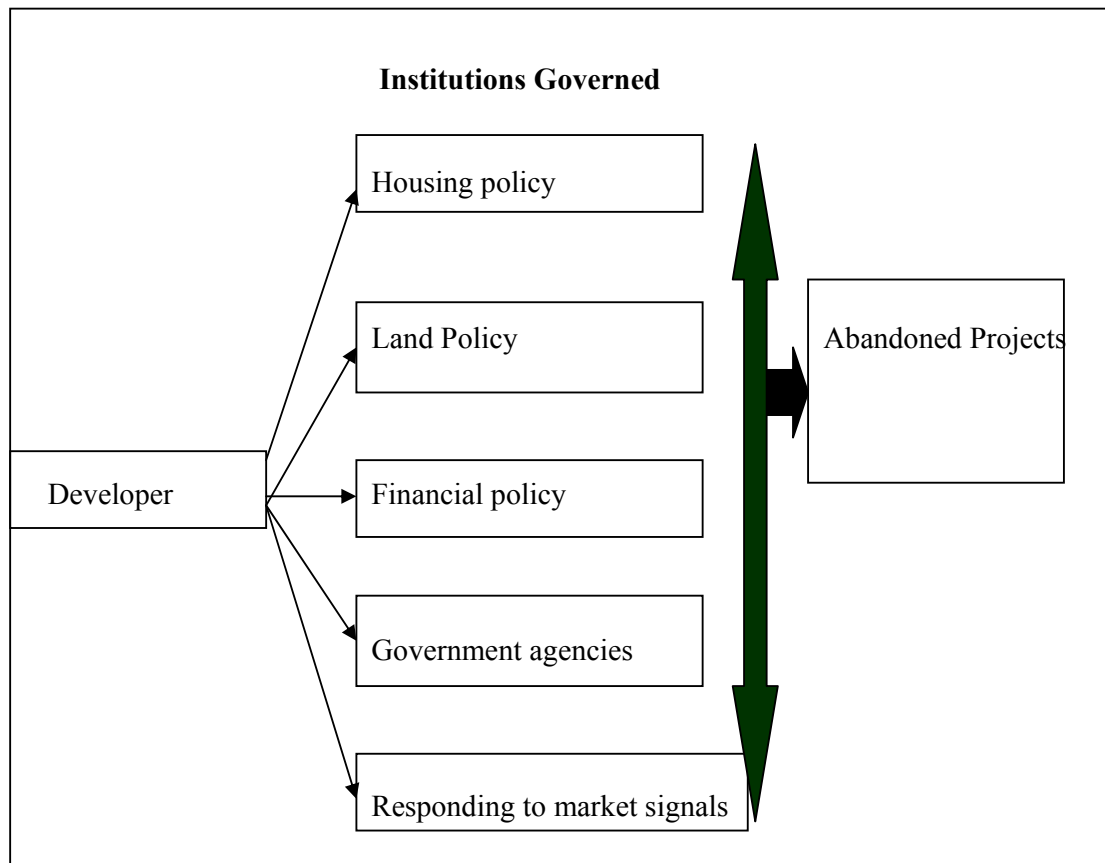 Institutions Governed
Housing policy
Land Policy
Abandoned Projects
Developer
Financial policy
Government agencies
Responding to market signals